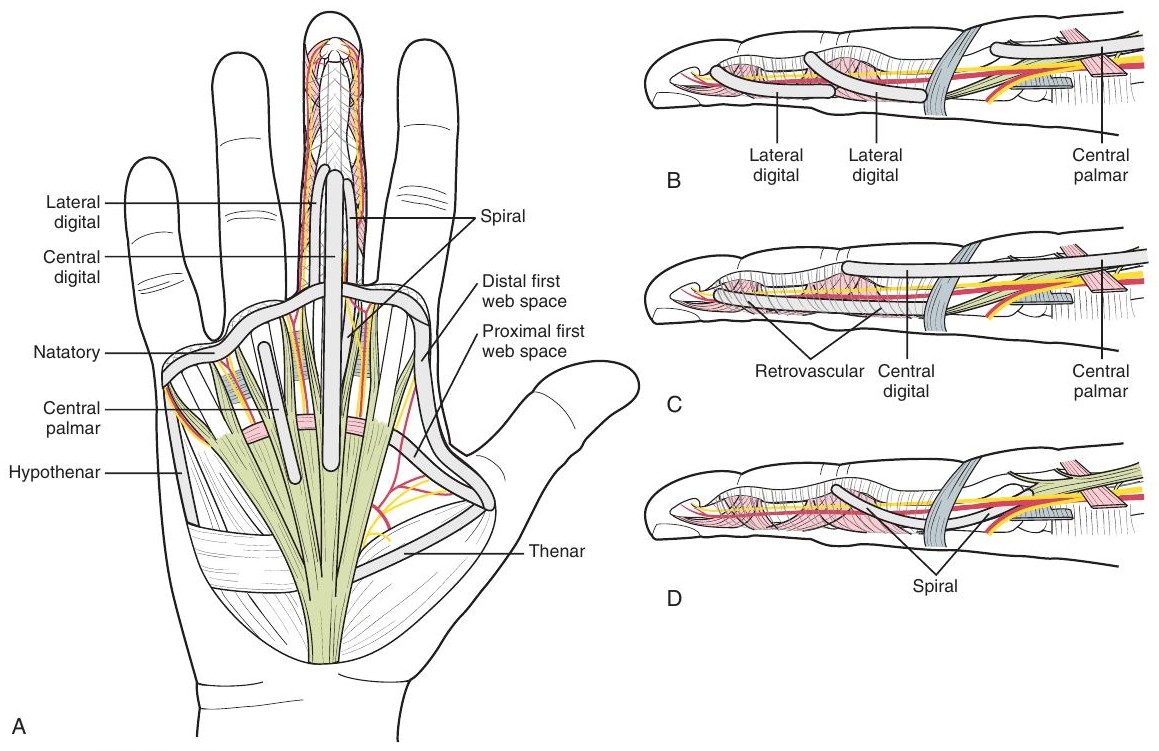 Lateral
digital
Central
digital
Natatory
Central
palmar
Hypothenar
Spiral
Distal first
web space
Proximal first
web space
Thenar
A
Lateral
digital
Lateral
digital
Central
palmar
B
Retrovascular
Central
digital
Central
palmar
C
Spiral
D